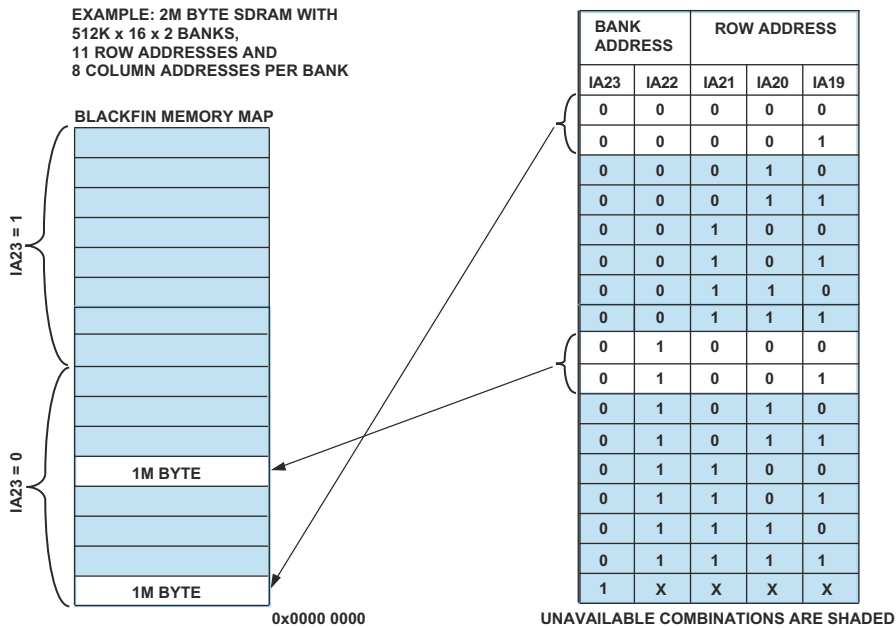 EXAMPLE: 2M BYTE SDRAM WITH
512K x 16 x 2 BANKS,
11 ROW ADDRESSES AND
8 COLUMN ADDRESSES PER BANK
BLACKFIN MEMORY MAP
IA23 = 1
IA23 = 0
1M BYTE
1M BYTE
0x0000 0000
BANK ADDRESS ROW ADDRESS
IA23 IA22 IA21 IA20 IA19
0 0 0 0 0
0 0 0 0 1
0 0 0 1 0
0 0 0 1 1
0 0 1 0 0
0 0 1 0 1
0 0 1 1 0
0 0 1 1 1
0 1 0 0 0
0 1 0 0 1
0 1 0 1 0
0 1 0 1 1
0 1 1 0 0
0 1 1 0 1
0 1 1 1 0
0 1 1 1 1
1 X X X X
UNAVAILABLE COMBINATIONS ARE SHADED